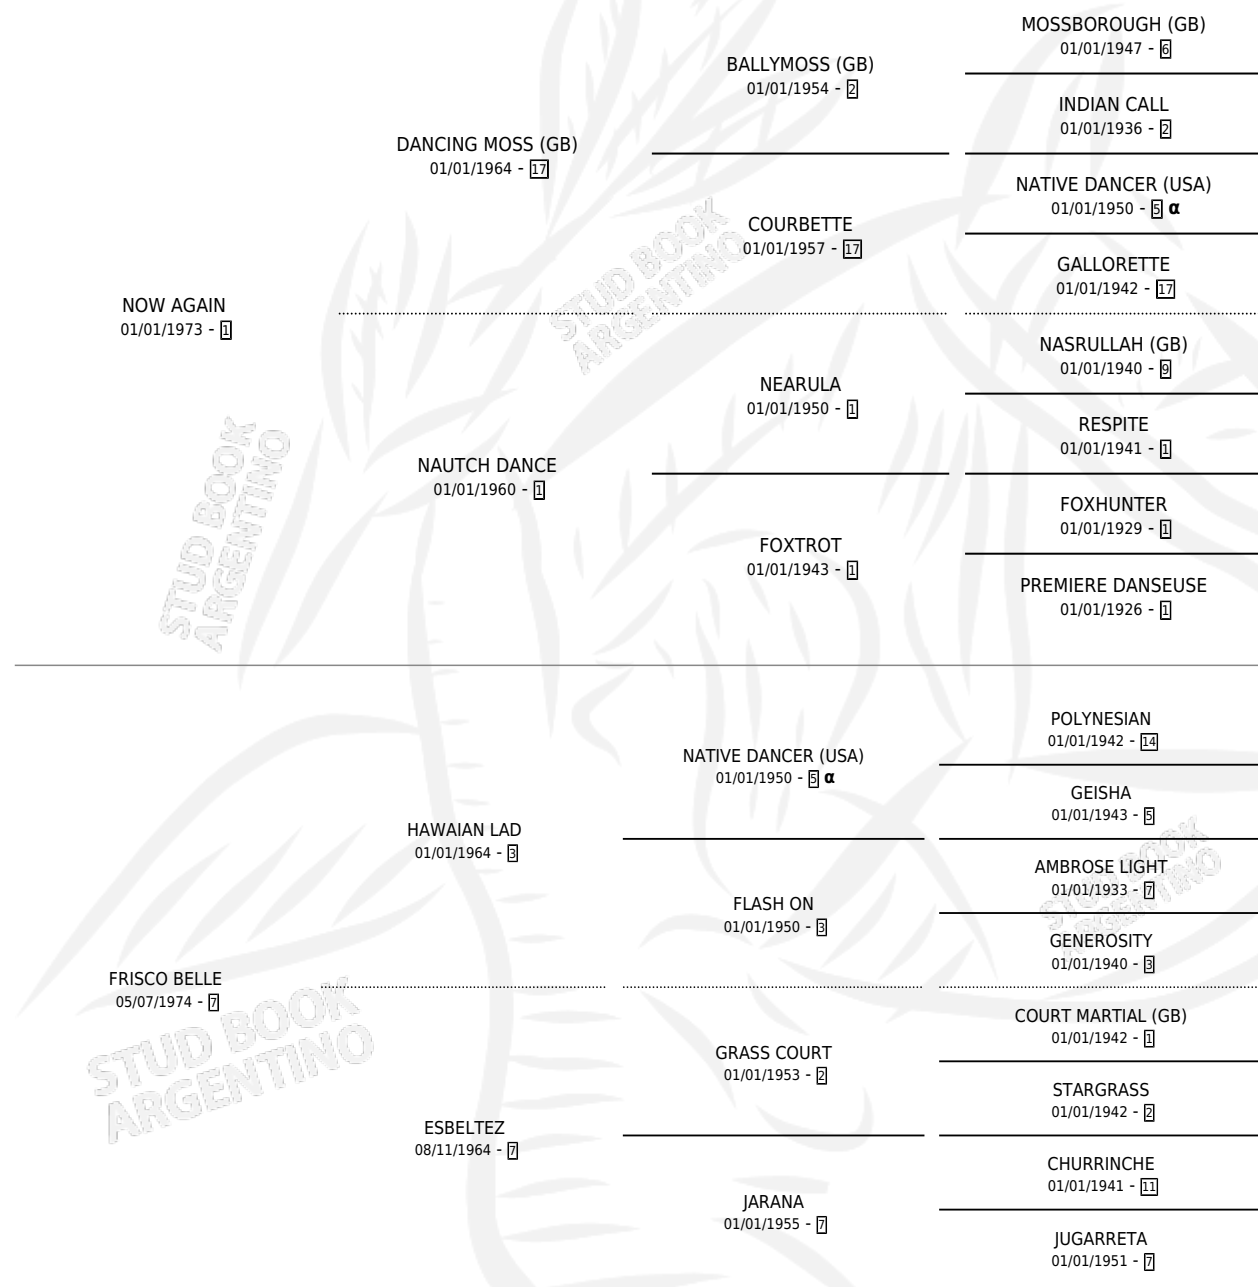 MOSSBOROUGH (GB)
01/01/1947 - 6
BALLYMOSS (GB)
01/01/1954 - 2
INDIAN CALL
01/01/1936 - 2
DANCING MOSS (GB)
01/01/1964 - 17
NATIVE DANCER (USA)
01/01/1950 - 5 α
COURBETTE
01/01/1957 - 17
GALLORETTE
01/01/1942 - 17
STUD BOOK
ARGENTINO
NOW AGAIN
01/01/1973 - 1
NASRULLAH (GB)
01/01/1940 - 9
NEARULA
01/01/1950 - 1
RESPITE
01/01/1941 - 1
NAUTCH DANCE
01/01/1960 - 1
FOXHUNTER
01/01/1929 - 1
FOXTROT
01/01/1943 - 1
PREMIERE DANSEUSE
01/01/1926 - 1
STUD BOOK
ARGENTINO
POLYNESIAN
01/01/1942 - 14
NATIVE DANCER (USA)
01/01/1950 - 5 α
GEISHA
01/01/1943 - 5
HAWAIAN LAD
01/01/1964 - 3
AMBROSE LIGHT
01/01/1933 - 7
FLASH ON
01/01/1950 - 3
GENEROSITY
01/01/1940 - 3
STUD BOOK
ARGENTINO
FRISCO BELLE
05/07/1974 - 7
COURT MARTIAL (GB)
01/01/1942 - 1
GRASS COURT
01/01/1953 - 2
STARGRASS
01/01/1942 - 2
ESBELTEZ
08/11/1964 - 7
CHURRINCHE
01/01/1941 - 11
JARANA
01/01/1955 - 7
JUGARRETA
01/01/1951 - 7
STUD BOOK
ARGENTINO